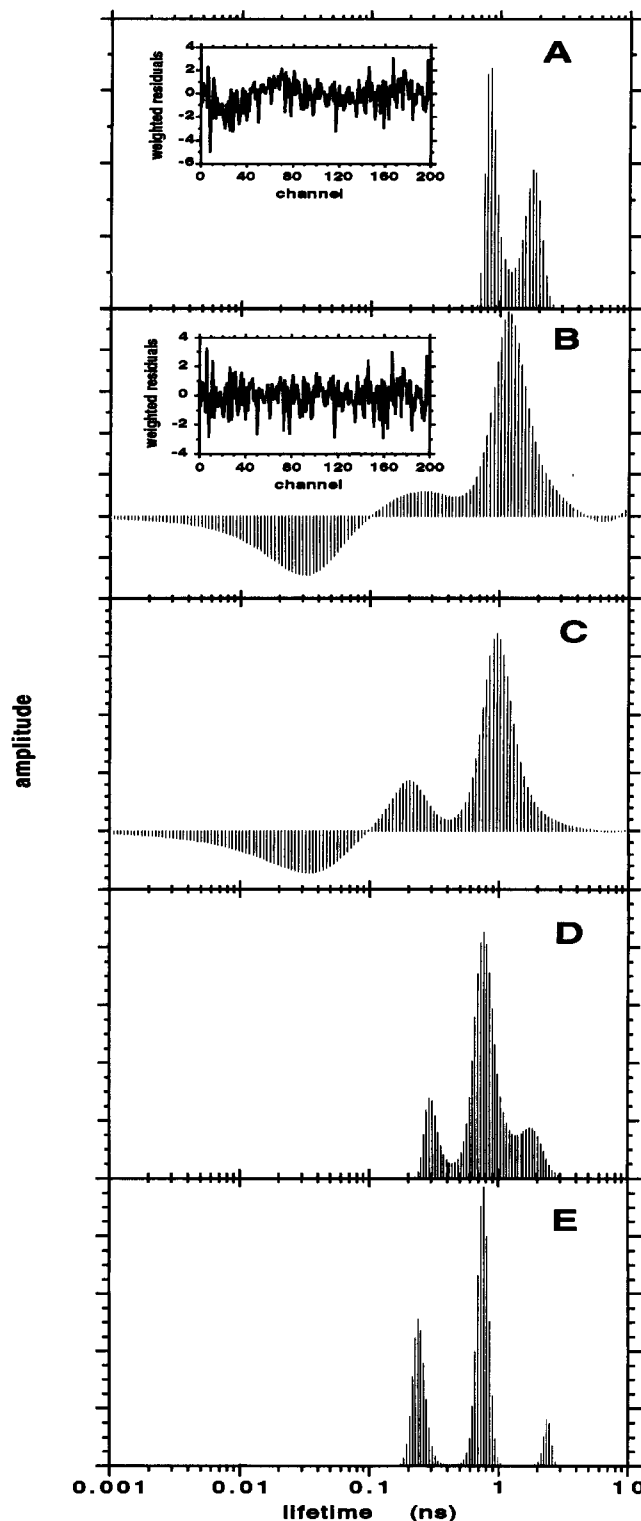 A
4
2
0
-2
-4
-6
weighted residuals
0 40 80 120 160 200
channel
B
4
2
0
-2
-4
weighted residuals
0 40 80 120 160 200
channel
C
amplitude
D
E
0.001 0.01 0.1 1 10
lifetime (ns)